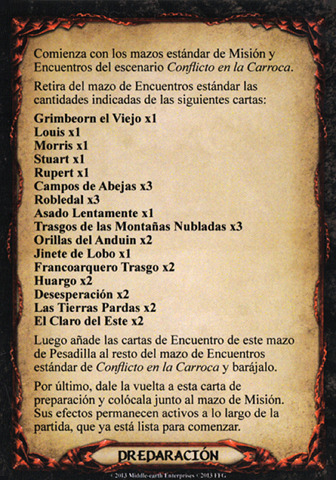 Comienza con los mazos estándar de Misión y
Encuentros del escenario Conflicto en la Carroca.
Retira del mazo de Encuentros estándar las
cantidades indicadas de las siguientes cartas:
Grimbeorn el Viejo x1
Louis x1
Morris x1
Stuart x1
Rupert x1
Campos de Abejas x3
Robledal x3
Asado Lentamente x1
Trasgos de las Montañas Nubladas x3
Orillas del Anduin x2
Jinete de Lobo x1
Francoarquero Trasgo x2
Huargo x2
Desesperación x2
Las Tierras Pardas x2
El Claro del Este x2
Luego añade las cartas de Encuentro de este mazo
de Pesadilla al resto del mazo de Encuentros
estándar de Conflicto en la Carroca y barájalo.
Por último, dale la vuelta a esta carta de
preparación y colócala junto al mazo de Misión.
Sus efectos permanecen activos a lo largo de la
partida, que ya está lista para comenzar.
PREPARACIÓN
©2013 Middle-earth Enterprises ©2013 FFG